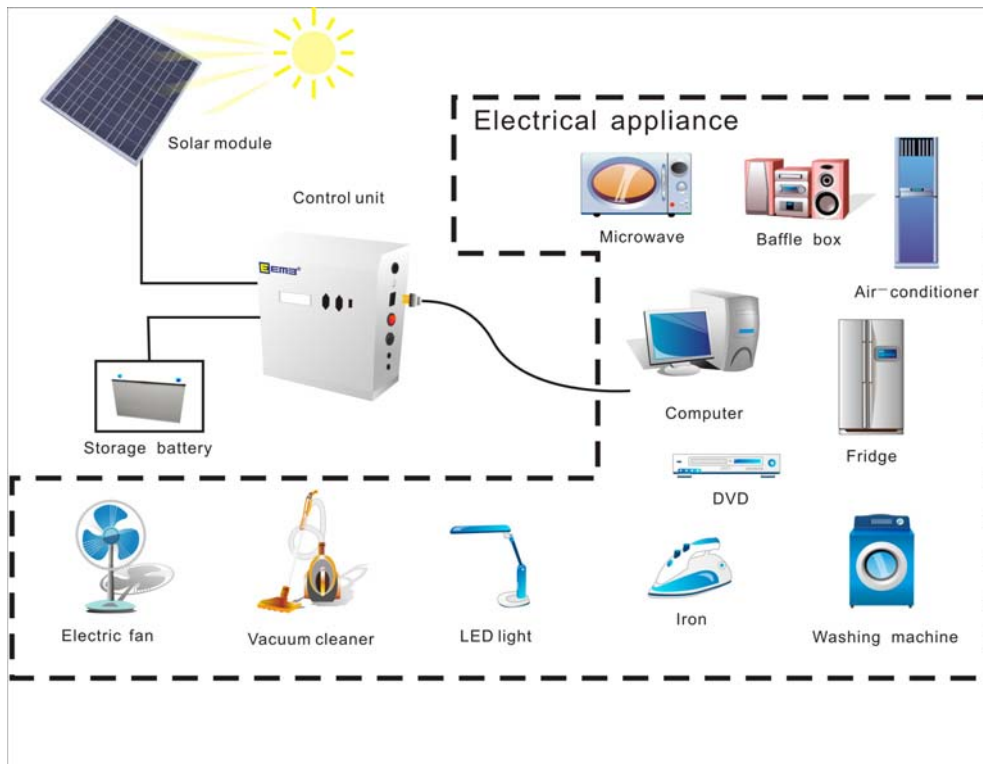 Solar module
Control unit
EEMB®
Storage battery
Electrical appliance
Microwave
Baffle box
Air-conditioner
Computer
Fridge
DVD
Electric fan
Vacuum cleaner
LED light
Iron
Washing machine